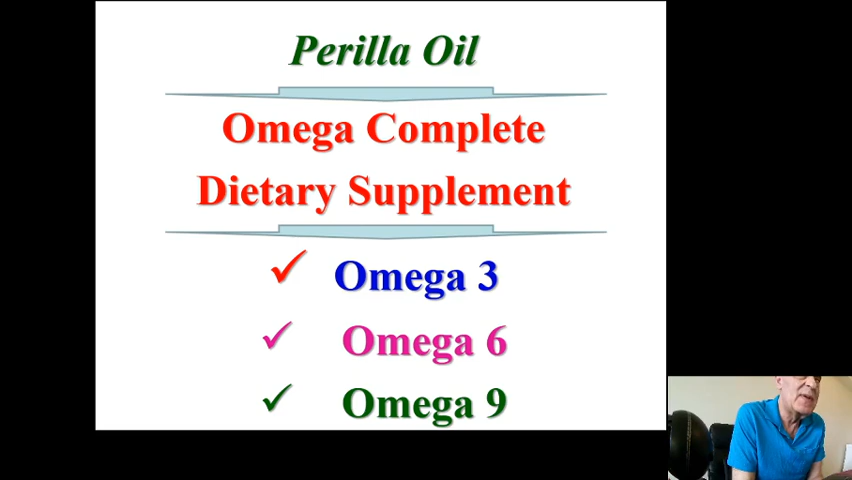 Perilla Oil
Omega Complete
Dietary Supplement
✓ Omega 3
✓ Omega 6
✓ Omega 9